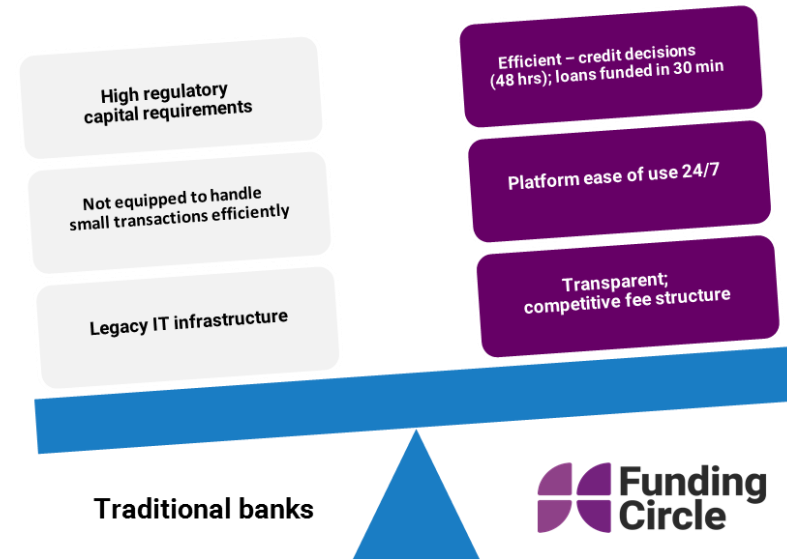 High regulatory
capital requirements
Not equipped to handle
small transactions efficiently
Legacy IT infrastructure
Efficient – credit decisions
(48 hrs); loans funded in 30 min
Platform ease of use 24/7
Transparent;
competitive fee structure
Traditional banks
Funding
Circle